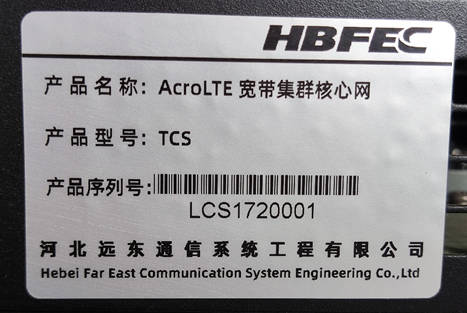 HBFEC
产品名称：AcroLTE 宽带集群核心网
产品型号：TCS
产品序列号：
LCS1720001
河北远东通信系统工程有限公司
Hebei Far East Communication System Engineering Co.,Ltd